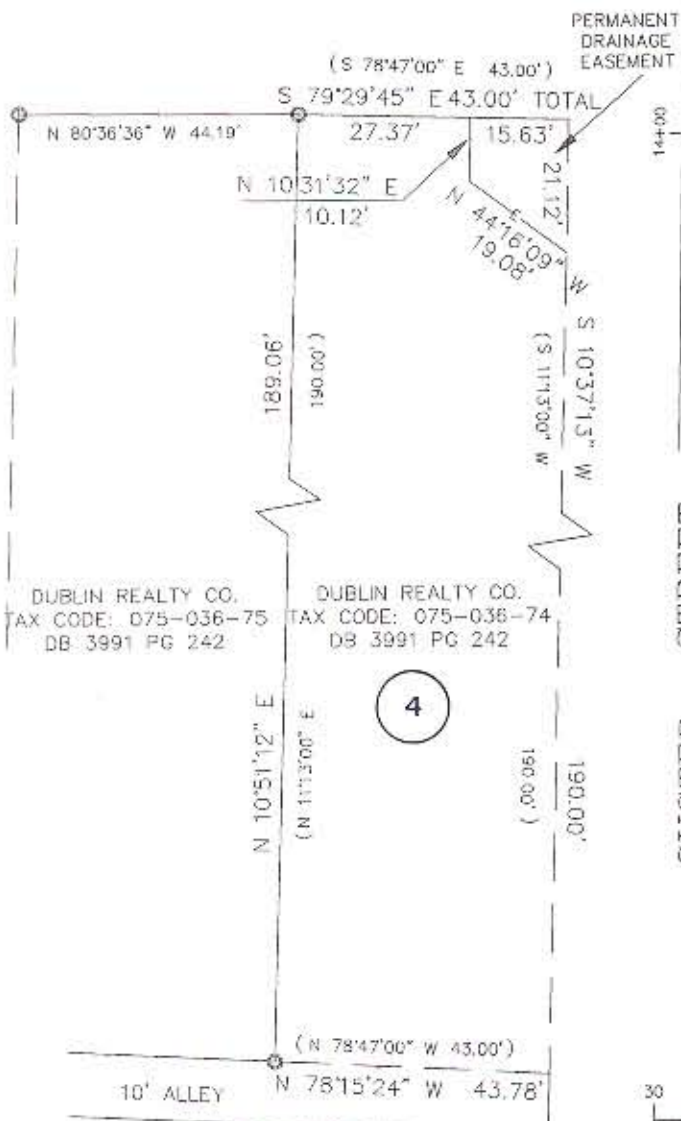 PERMANENT
DRAINAGE
EASEMENT
(S 78°47'00" E 43.00')
S 79°29'45" E 43.00' TOTAL
N 80°36'36" W 44.19'
27.37'
15.63'
14+00
N 10°31'32" E
10.12'
21.12'
E
N 44°16'09" W
19.08'
189.06'
190.00')
(S 11°13'00" W
S 10°37'13" W
DUBLIN REALTY CO.
TAX CODE: 075-036-75
DB 3991 PG 242
DUBLIN REALTY CO.
TAX CODE: 075-036-74
DB 3991 PG 242
4
N 10°51'12" E
(N 11°13'00" E
190.00')
190.00'
(N 78°47'00" W 43.00')
10' ALLEY
N 78°15'24" W 43.78'
30